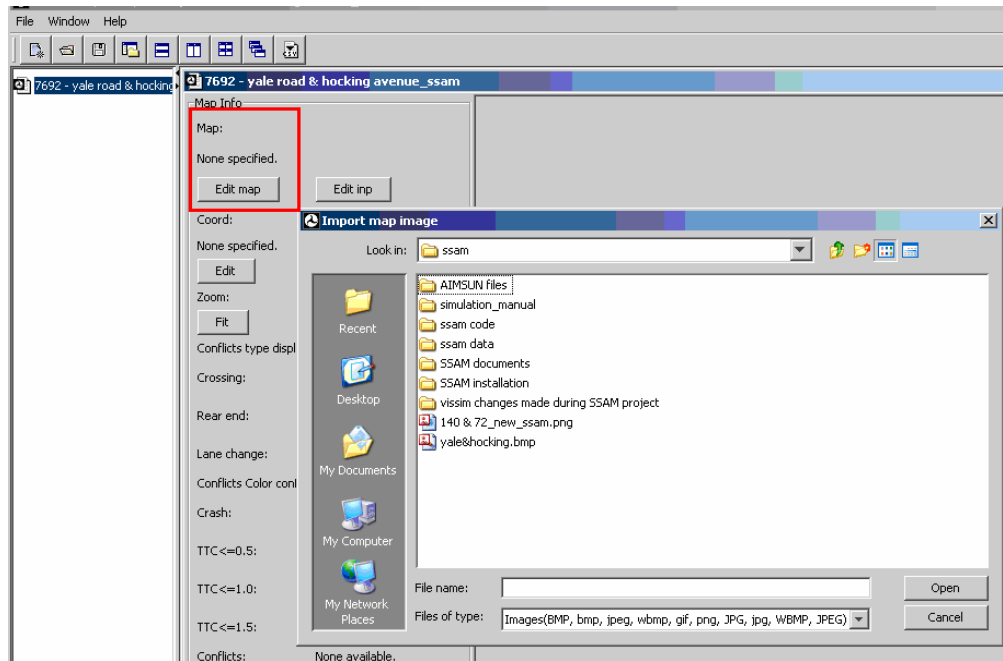 File Window Help
7692 - yale road & hocking
7692 - yale road & hocking avenue_ssam
Map Info
Map:
None specified.
Edit map Edit inp
Coord:
None specified.
Edit
Zoom:
Fit
Conflicts type displ
Crossing:
Rear end:
Lane change:
Conflicts Color conf
Crash:
TTC<=0.5:
TTC<=1.0:
TTC<=1.5:
Conflicts: None available.
Import map image
Look in: ssam
Recent
Desktop
My Documents
My Computer
My Network
Places
AIMSUN files
simulation_manual
ssam code
ssam data
SSAM documents
SSAM installation
vissim changes made during SSAM project
140 & 72_new_ssam.png
yale&hocking.bmp
File name: Open
Files of type: Images(BMP, bmp, jpeg, wbmp, gif, png, JPG, jpg, WBMP, JPEG) Cancel